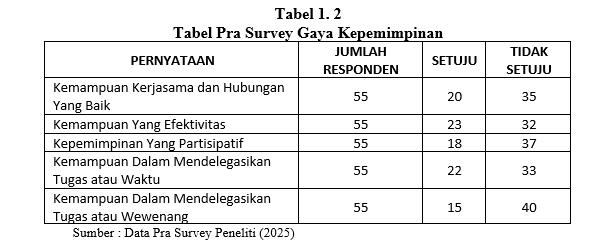 Tabel 1. 2
Tabel Pra Survey Gaya Kepemimpinan
PERNYATAAN JUMLAH RESPONDEN SETUJU TIDAK SETUJU
Kemampuan Kerjasama dan Hubungan
Yang Baik 55 20 35
Kemampuan Yang Efektivitas 55 23 32
Kepemimpinan Yang Partisipatif 55 18 37
Kemampuan Dalam Mendelegasikan
Tugas atau Waktu 55 22 33
Kemampuan Dalam Mendelegasikan
Tugas atau Wewenang 55 15 40
Sumber : Data Pra Survey Peneliti (2025)